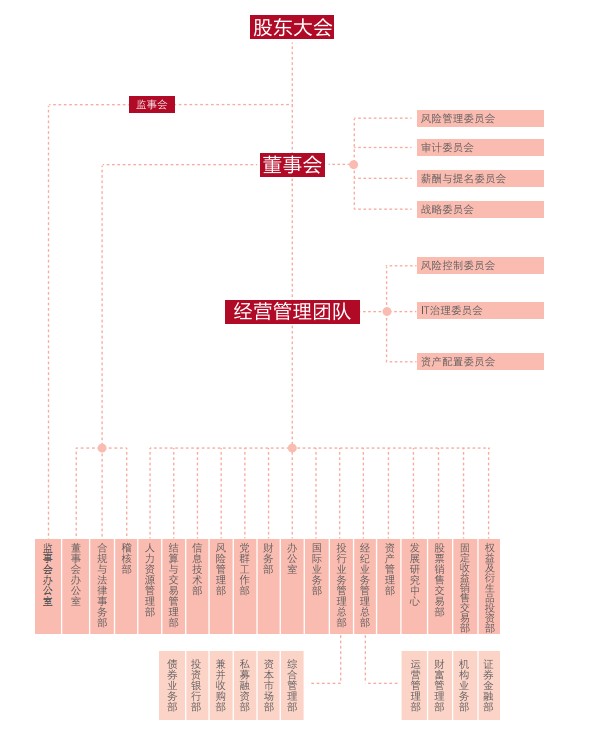 股东大会
监事会
风险管理委员会
审计委员会
董事会
薪酬与提名委员会
战略委员会
风险控制委员会
经营管理团队
IT治理委员会
资产配置委员会
监事会办公室
董事会办公室
合规与法律事务部
稽核部
人力资源管理部
结算与交易管理部
信息技术部
风险管理部
党群工作部
财务部
办公室
国际业务部
投行业务管理总部
经纪业务管理总部
资产管理部
发展研究中心
股票销售交易部
固定收益销售交易部
权益及衍生品投资部
债券业务部
投资银行部
兼并收购部
私募融资部
资本市场部
综合管理部
运营管理部
财富管理部
机构业务部
证券金融部